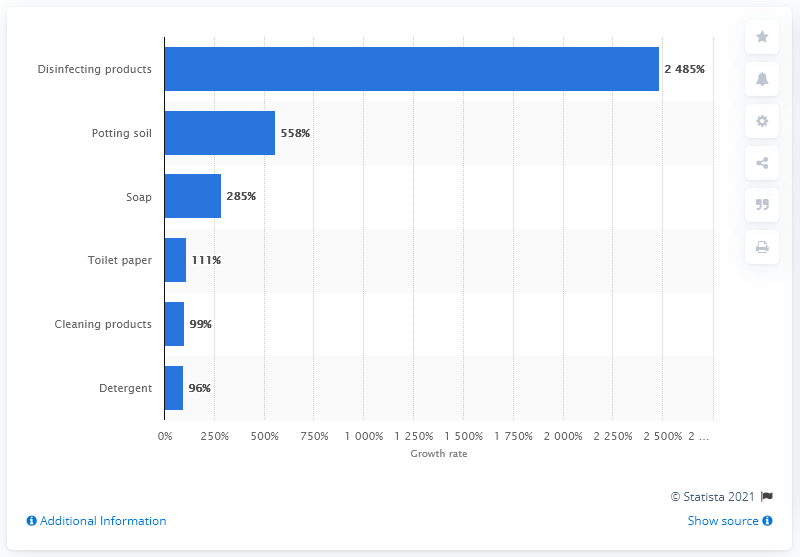 Disinfecting products 2 485%
Potting soil 558%
Soap 285%
Toilet paper 111%
Cleaning products 99%
Detergent 96%
0% 250% 500% 750% 1 000% 1 250% 1 500% 1 750% 2 000% 2 250% 2 500% 2 ...
Growth rate
© Statista 2021
Additional Information Show source